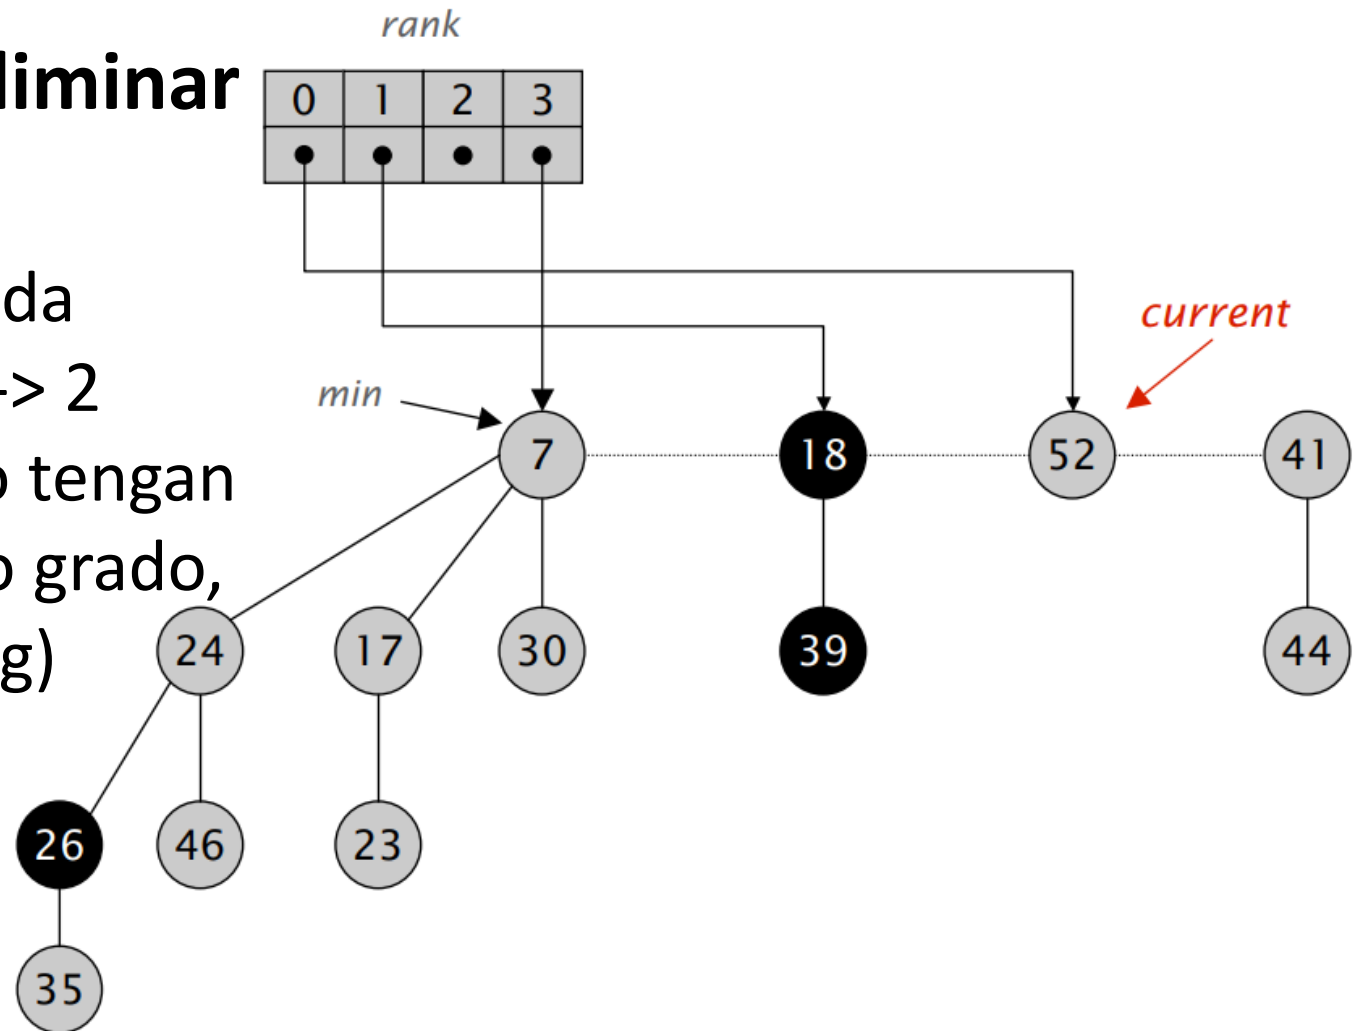 rank
liminar
0 1 2 3
da
current
-> 2
min
7 18 52 41
o tengan
o grado,
24 17 30 39 44
g)
26 46 23
35